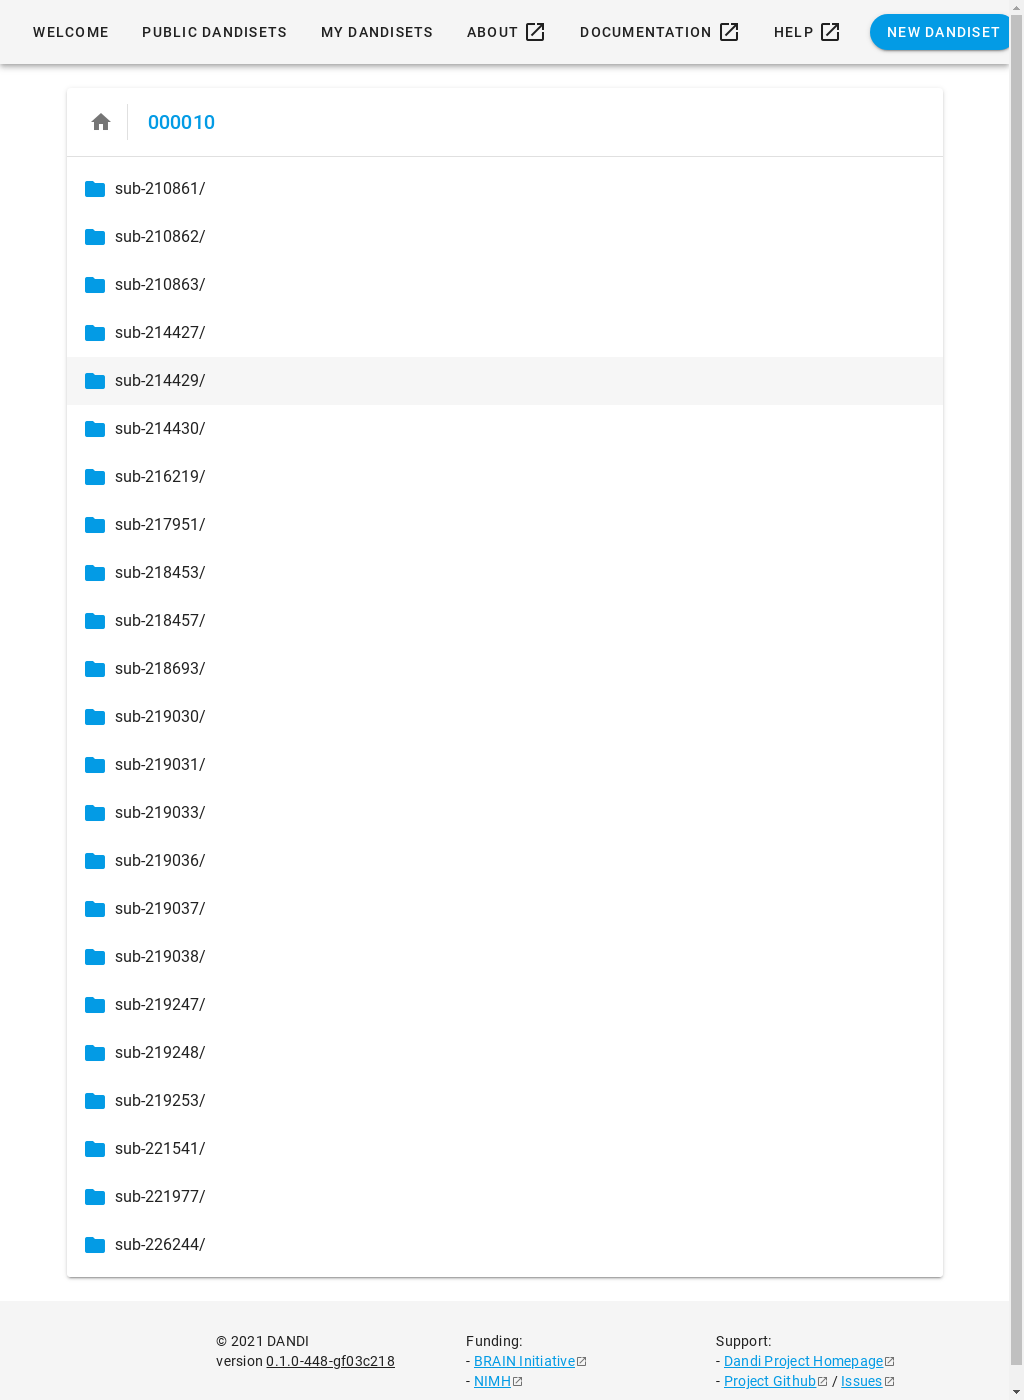 WELCOME PUBLIC DANDISETS MY DANDISETS ABOUT DOCUMENTATION HELP NEW DANDISET
000010
sub-210861/
sub-210862/
sub-210863/
sub-214427/
sub-214429/
sub-214430/
sub-216219/
sub-217951/
sub-218453/
sub-218457/
sub-218693/
sub-219030/
sub-219031/
sub-219033/
sub-219036/
sub-219037/
sub-219038/
sub-219247/
sub-219248/
sub-219253/
sub-221541/
sub-221977/
sub-226244/
© 2021 DANDI
version 0.1.0-448-gf03c218
Funding:
- BRAIN Initiative
- NIMH
Support:
- Dandi Project Homepage
- Project Github / Issues